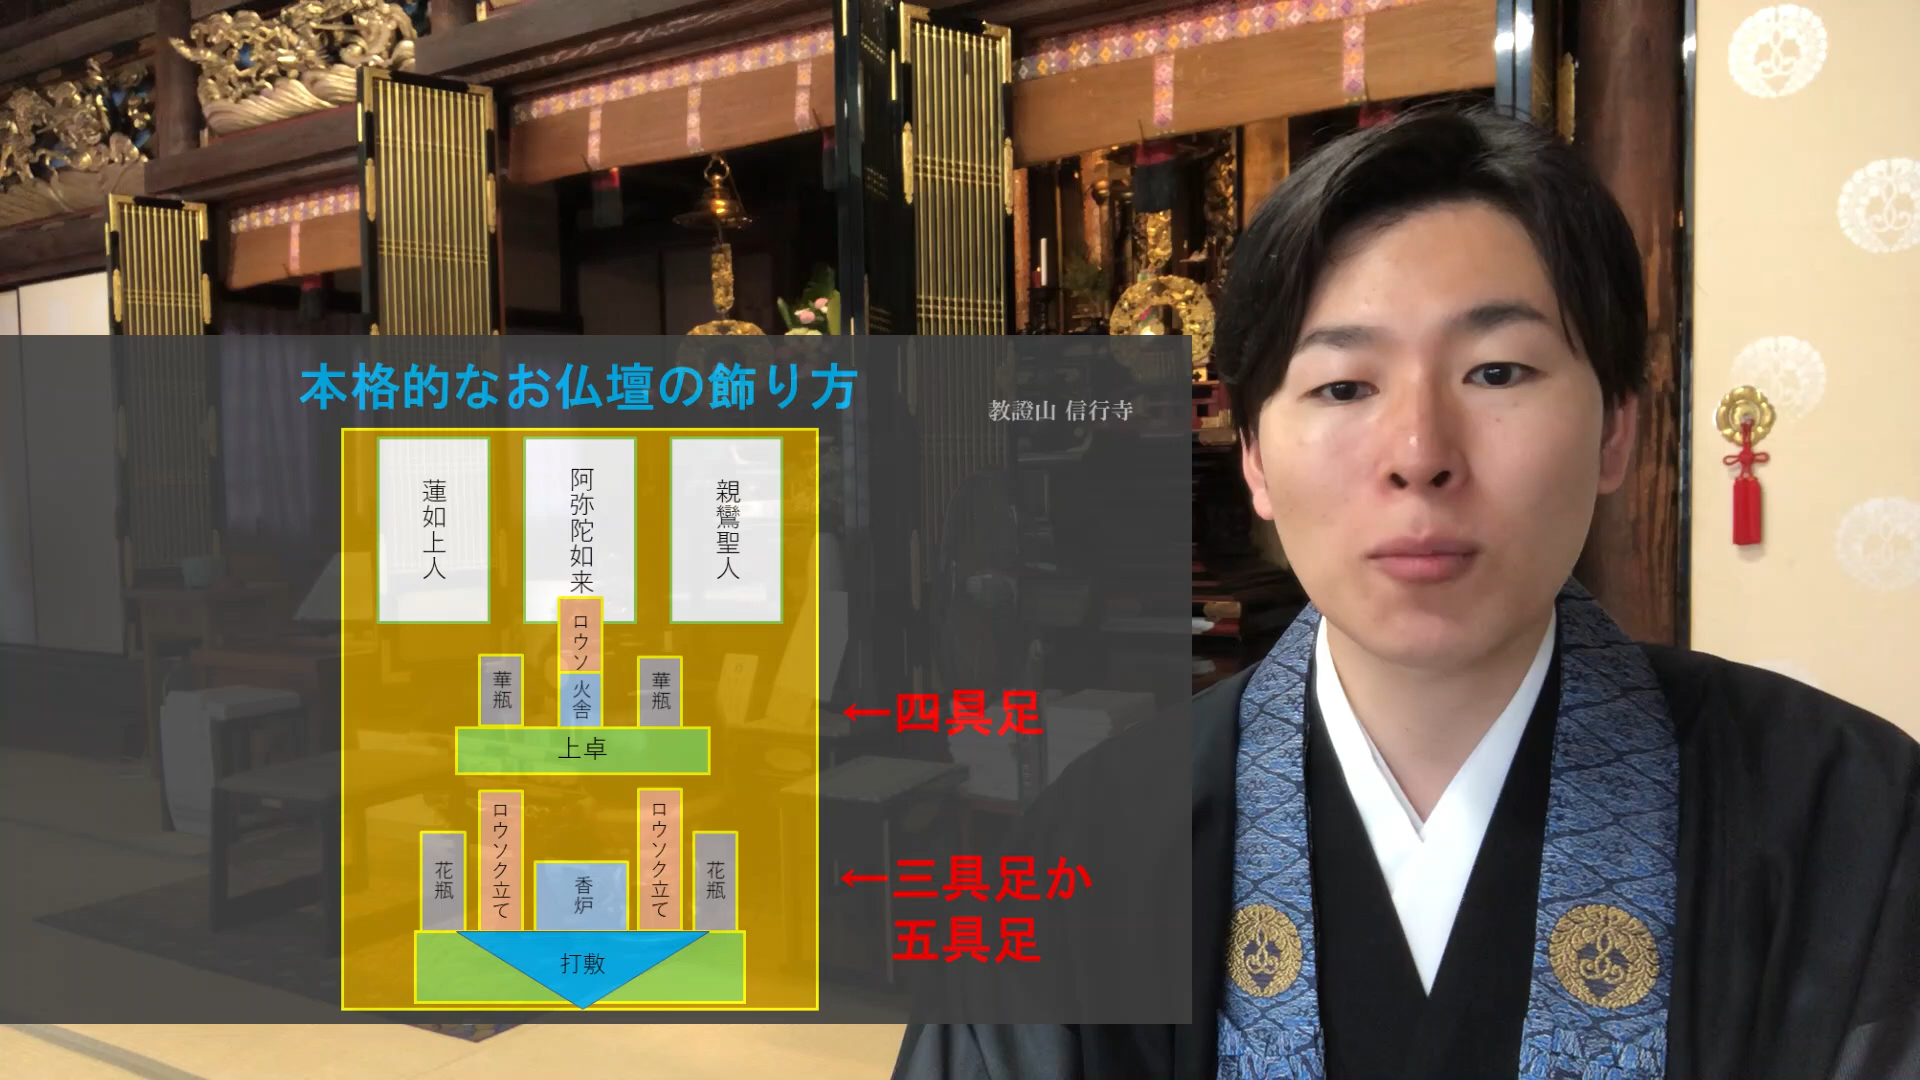 本格的なお仏壇の飾り方
教證山 信行寺
蓮如上人
阿弥陀如来
親鸞聖人
ロウソ
華瓶
火舎
華瓶
上卓
←四具足
花瓶
ロウソク立て
香炉
ロウソク立て
花瓶
←三具足か
五具足
打敷